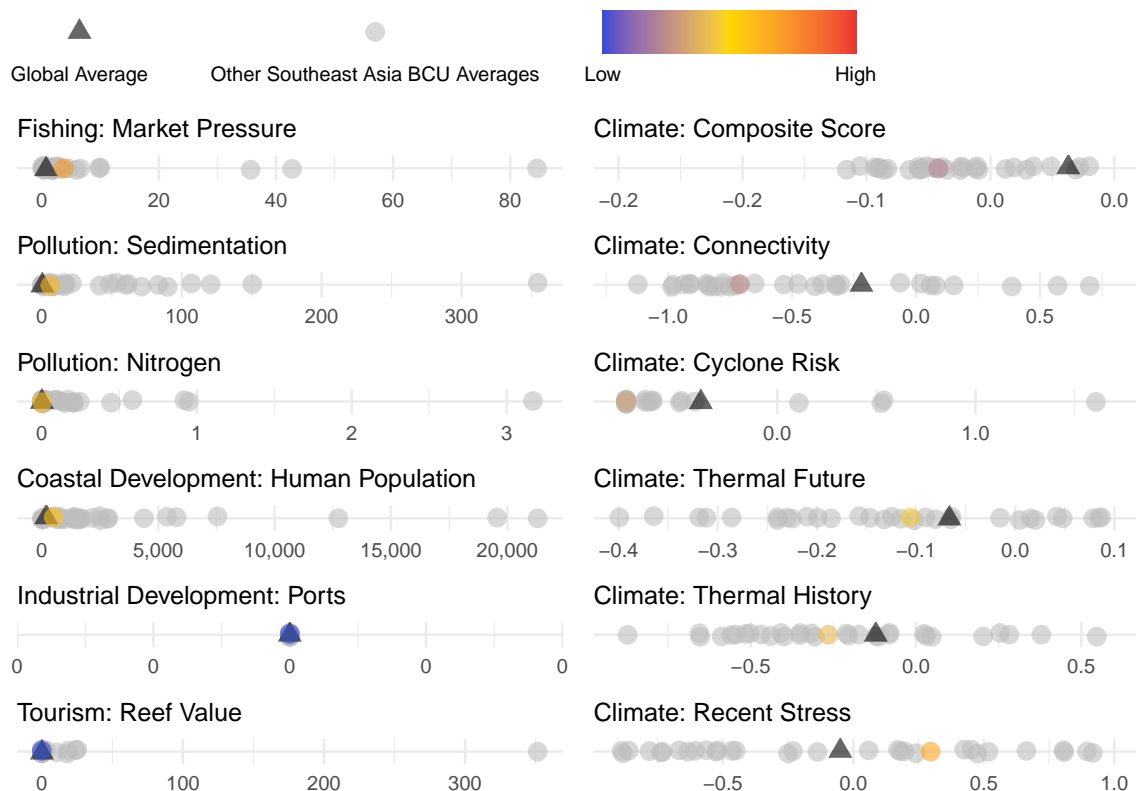 Global Average
Other Southeast Asia BCU Averages
Low
High
Fishing: Market Pressure
0 20 40 60 80
Pollution: Sedimentation
0 100 200 300
Pollution: Nitrogen
0 1 2 3
Coastal Development: Human Population
0 5,000 10,000 15,000 20,000
Industrial Development: Ports
0 0 0 0 0
Tourism: Reef Value
0 100 200 300
Climate: Composite Score
−0.2 −0.2 −0.1 0.0 0.0
Climate: Connectivity
−1.0 −0.5 0.0 0.5
Climate: Cyclone Risk
0.0 1.0
Climate: Thermal Future
−0.4 −0.3 −0.2 −0.1 0.0 0.1
Climate: Thermal History
−0.5 0.0 0.5
Climate: Recent Stress
−0.5 0.0 0.5 1.0